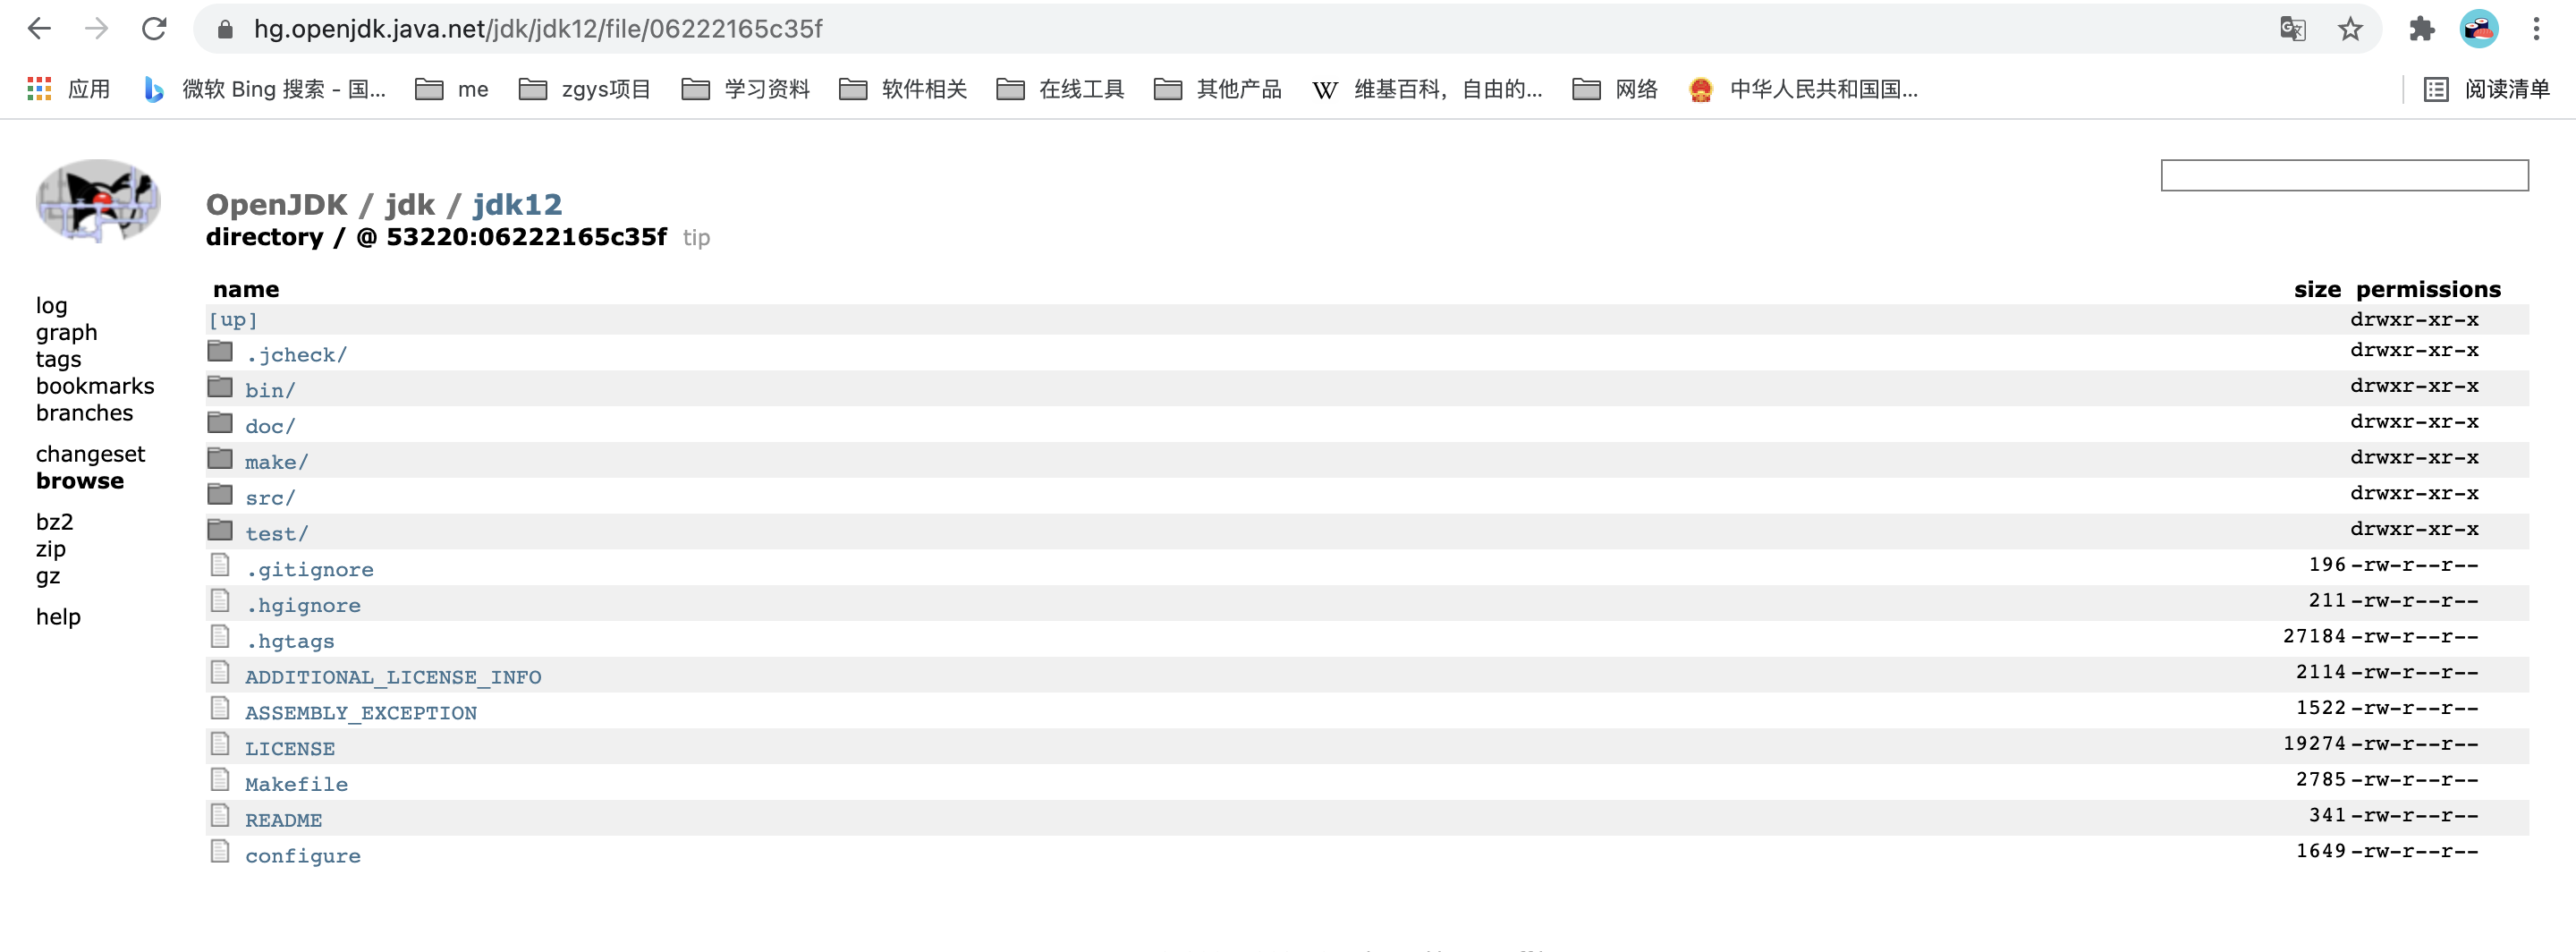 hg.openjdk.java.net/jdk/jdk12/file/06222165c35f
应用 微软 Bing 搜索 - 国... me zgys项目 学习资料 软件相关 在线工具 其他产品 W 维基百科，自由的... 网络 中华人民共和国国... 阅读清单
OpenJDK / jdk / jdk12
directory / @ 53220:06222165c35f tip
log
graph
tags
bookmarks
branches
changeset
browse
bz2
zip
gz
help
name size permissions
[up] drwxr-xr-x
.jcheck/ drwxr-xr-x
bin/ drwxr-xr-x
doc/ drwxr-xr-x
make/ drwxr-xr-x
src/ drwxr-xr-x
test/ drwxr-xr-x
.gitignore 196 -rw-r--r--
.hgignore 211 -rw-r--r--
.hgtags 27184 -rw-r--r--
ADDITIONAL_LICENSE_INFO 2114 -rw-r--r--
ASSEMBLY_EXCEPTION 1522 -rw-r--r--
LICENSE 19274 -rw-r--r--
Makefile 2785 -rw-r--r--
README 341 -rw-r--r--
configure 1649 -rw-r--r--